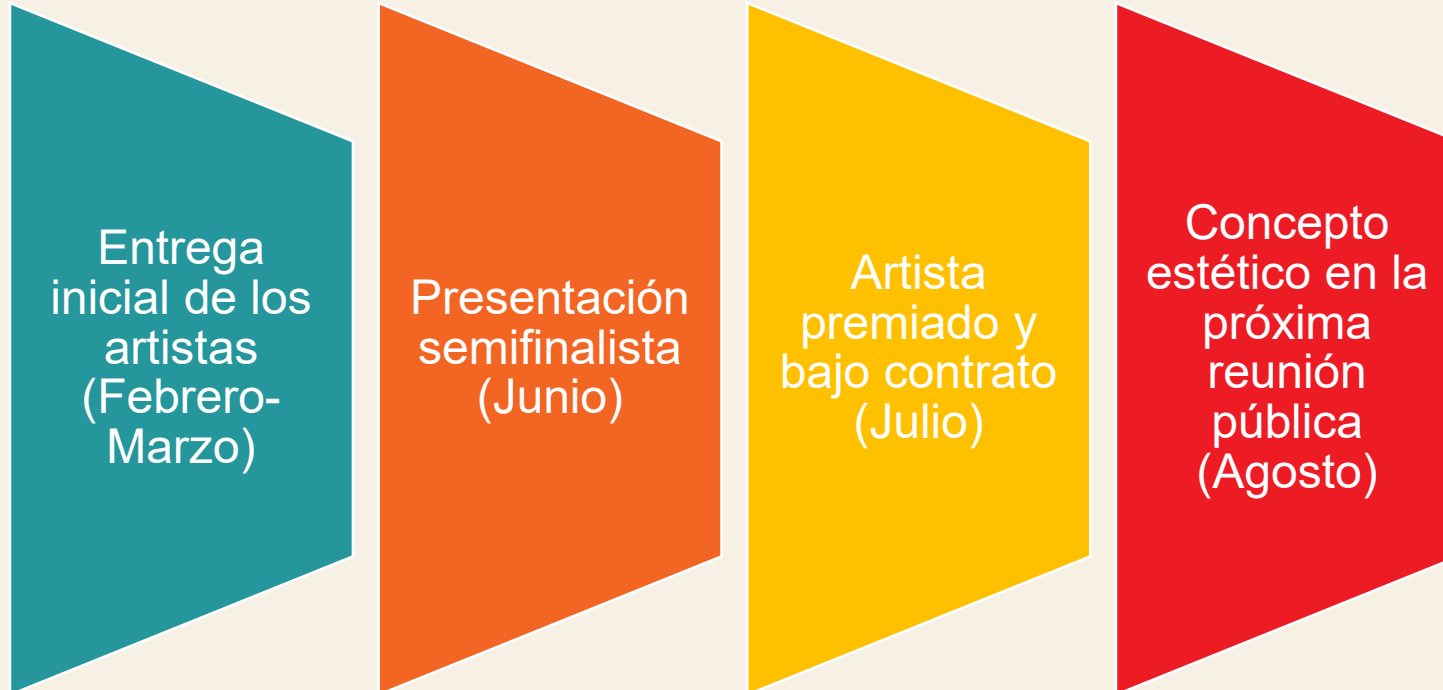 Entrega
inicial de los
artistas
(Febrero-
Marzo)
Presentación
semifinalista
(Junio)
Artista
premiado y
bajo contrato
(Julio)
Concepto
estético en la
próxima
reunión
pública
(Agosto)